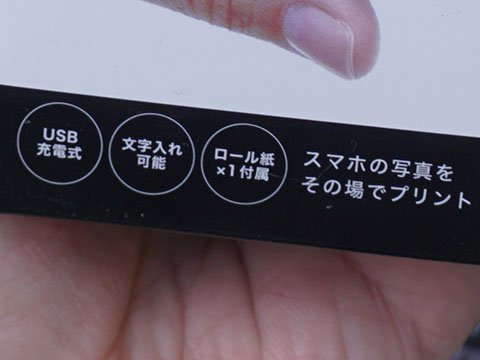 USB
充電式
文字入れ
可能
ロール紙
×1付属
スマホの写真を
その場でプリント